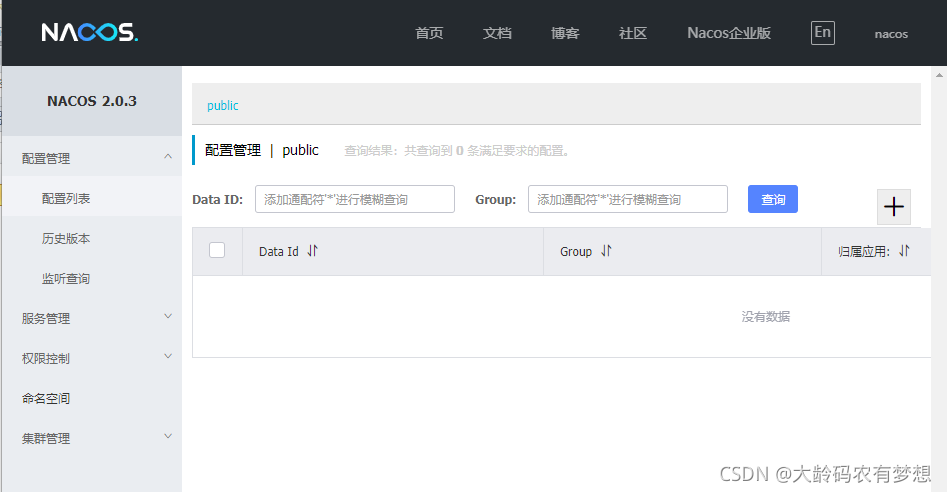 NACOS. 首页 文档 博客 社区 Nacos企业版 En nacos
NACOS 2.0.3
public
配置管理
配置管理 | public 查询结果：共查询到 0 条满足要求的配置。
配置列表
Data ID: 添加通配符'*'进行模糊查询 Group: 添加通配符'*'进行模糊查询 查询
历史版本
Data Id Group 归属应用:
监听查询
服务管理
没有数据
权限控制
命名空间
集群管理
CSDN @大龄码农有梦想